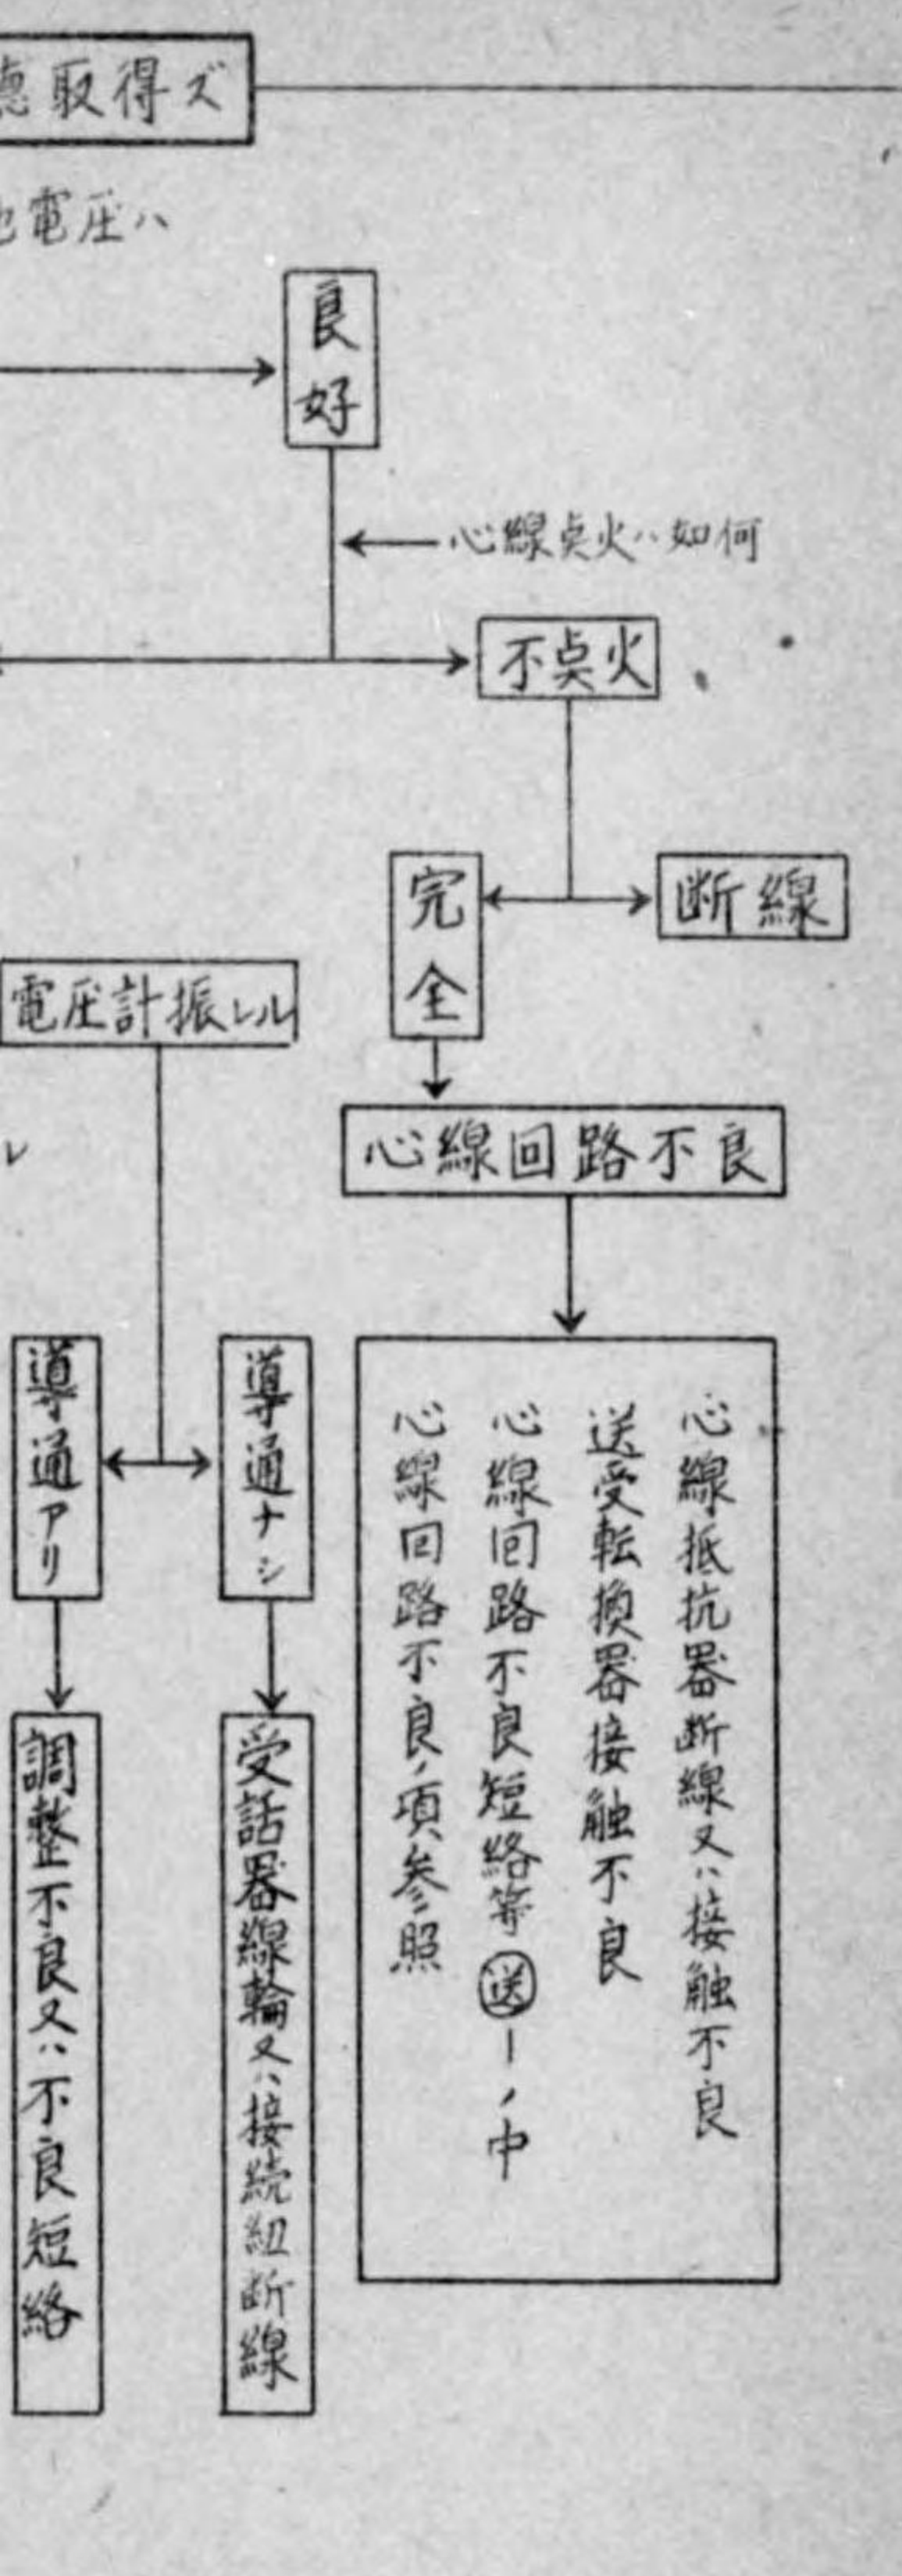 聴取得ズ
池電圧ハ
良好
心線点火ハ如何
不点火
完全
断線
電圧計振レル
心線回路不良
レ
導通アリ
導通ナシ
心線抵抗器断線又ハ接触不良
送受転換器接触不良
心線回路不良短絡等送ーノ中
心線回路不良ノ項参照
受話器線輪又ハ接続紐断線
調整不良又ハ不良短絡